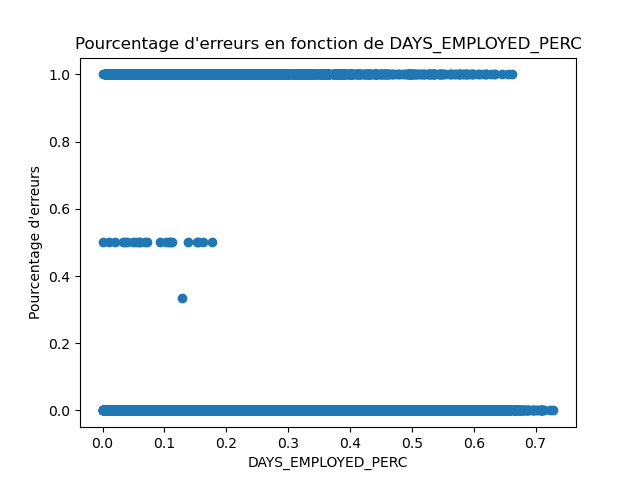 Pourcentage d'erreurs en fonction de DAYS_EMPLOYED_PERC
1.0
0.8
0.6
0.4
0.2
0.0
Pourcentage d'erreurs
0.0 0.1 0.2 0.3 0.4 0.5 0.6 0.7
DAYS_EMPLOYED_PERC